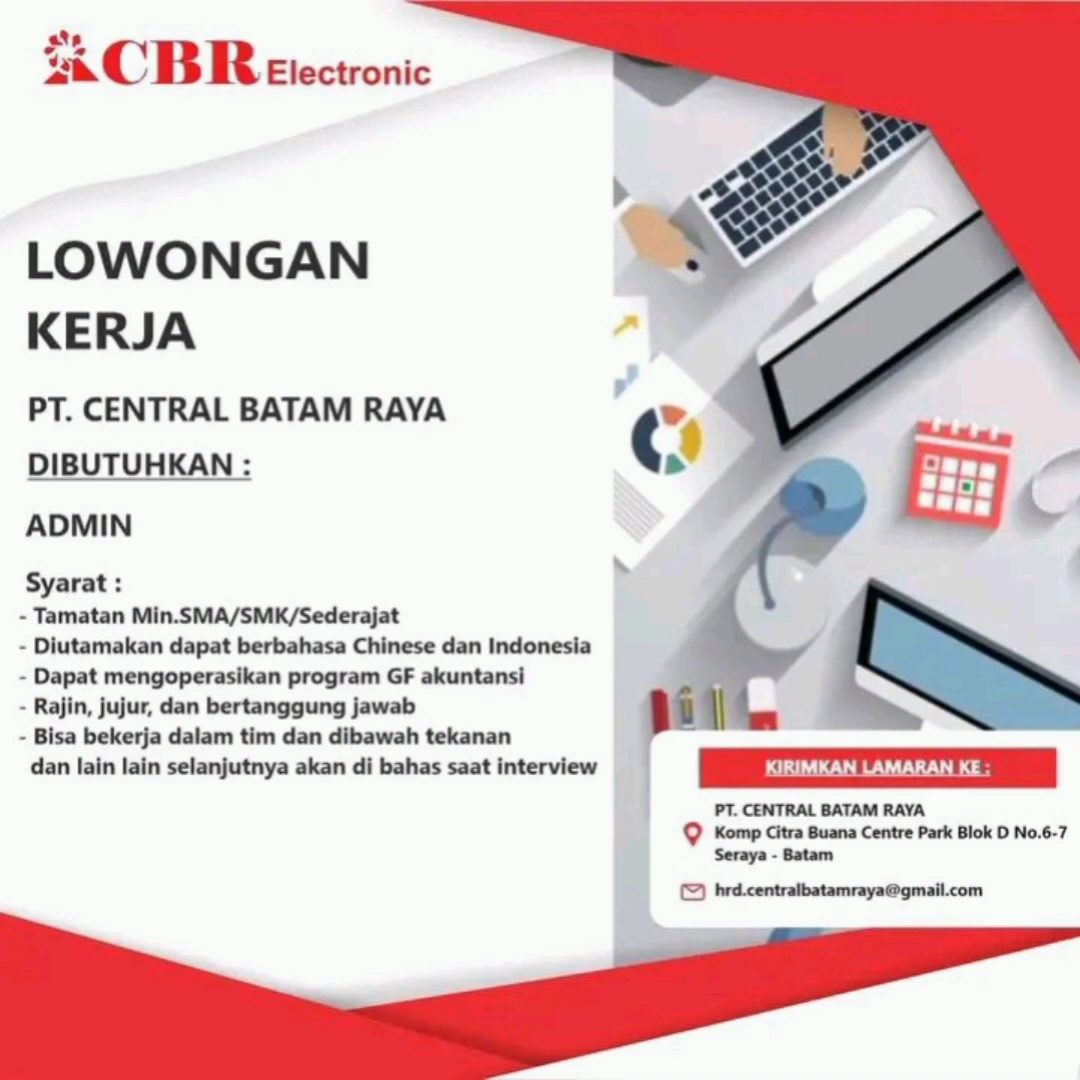 CBR Electronic
LOWONGAN
KERJA
PT. CENTRAL BATAM RAYA
DIBUTUHKAN :
ADMIN
Syarat :
- Tamatan Min.SMA/SMK/Sederajat
- Diutamakan dapat berbahasa Chinese dan Indonesia
- Dapat mengoperasikan program GF akuntansi
- Rajin, jujur, dan bertanggung jawab
- Bisa bekerja dalam tim dan dibawah tekanan
dan lain lain selanjutnya akan di bahas saat interview
KIRIMKAN LAMARAN KE :
PT. CENTRAL BATAM RAYA
Komp Citra Buana Centre Park Blok D No.6-7
Seraya - Batam
hrd.centralbatamraya@gmail.com